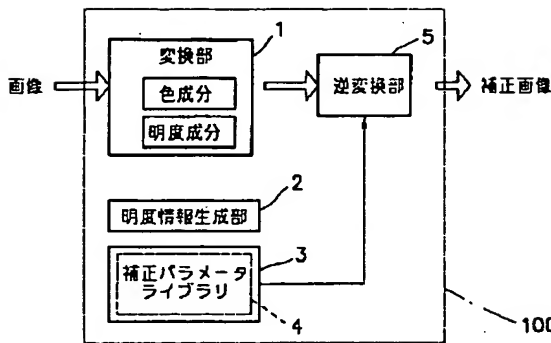 画像
変換部
色成分
明度成分
1
逆変換部
5
補正画像
明度情報生成部
2
補正パラメータ
ライブラリ
3
4
100